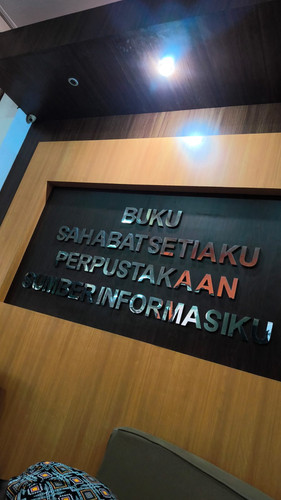 BUKU
SAHABAT SETIAKU
PERPUSTAKAAN
SUMBER INFORMASIKU